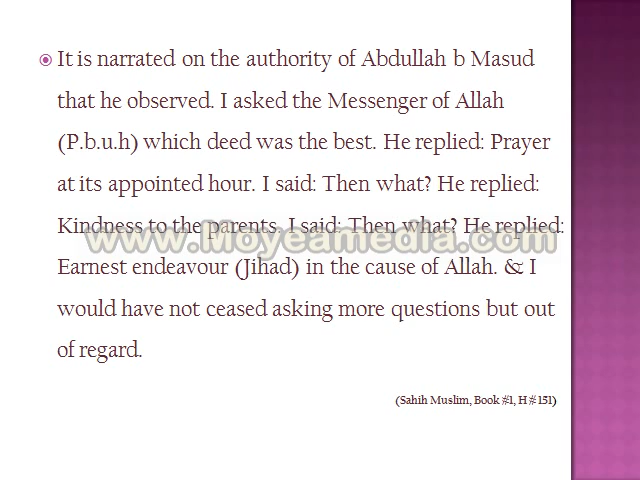 It is narrated on the authority of Abdullah b Masud
that he observed. I asked the Messenger of Allah
(P.b.u.h) which deed was the best. He replied: Prayer
at its appointed hour. I said: Then what? He replied:
Kindness to the parents. I said: Then what? He replied:
www.Moyeamedia.com
Earnest endeavour (Jihad) in the cause of Allah. & I
would have not ceased asking more questions but out
of regard.
(Sahih Muslim, Book #1, H # 151)